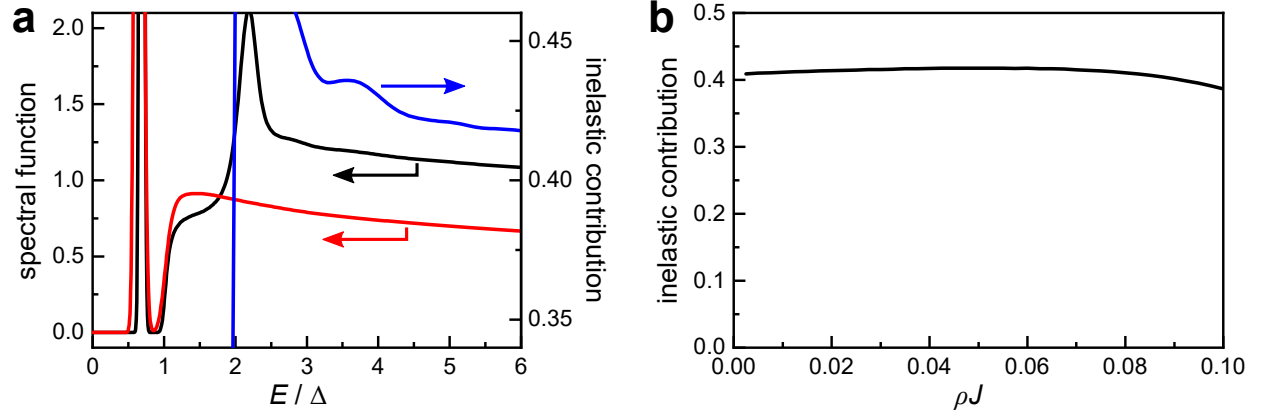 a
spectral function
2.0
1.5
1.0
0.5
0.0
0 1 2 3 4 5 6
E / Δ
0.45
0.40
0.35
inelastic contribution
b
inelastic contribution
0.5
0.4
0.3
0.2
0.1
0.0
0.00 0.02 0.04 0.06 0.08 0.10
ρJ